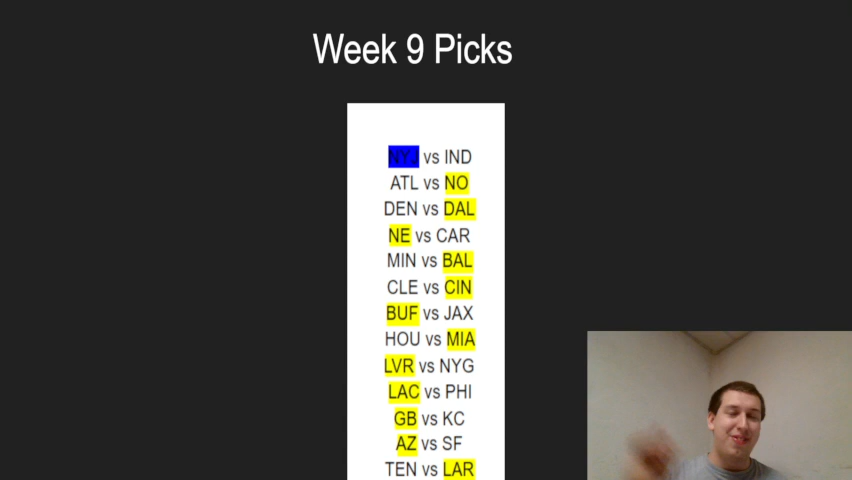 Week 9 Picks
NYJ vs IND
ATL vs NO
DEN vs DAL
NE vs CAR
MIN vs BAL
CLE vs CIN
BUF vs JAX
HOU vs MIA
LVR vs NYG
LAC vs PHI
GB vs KC
AZ vs SF
TEN vs LAR